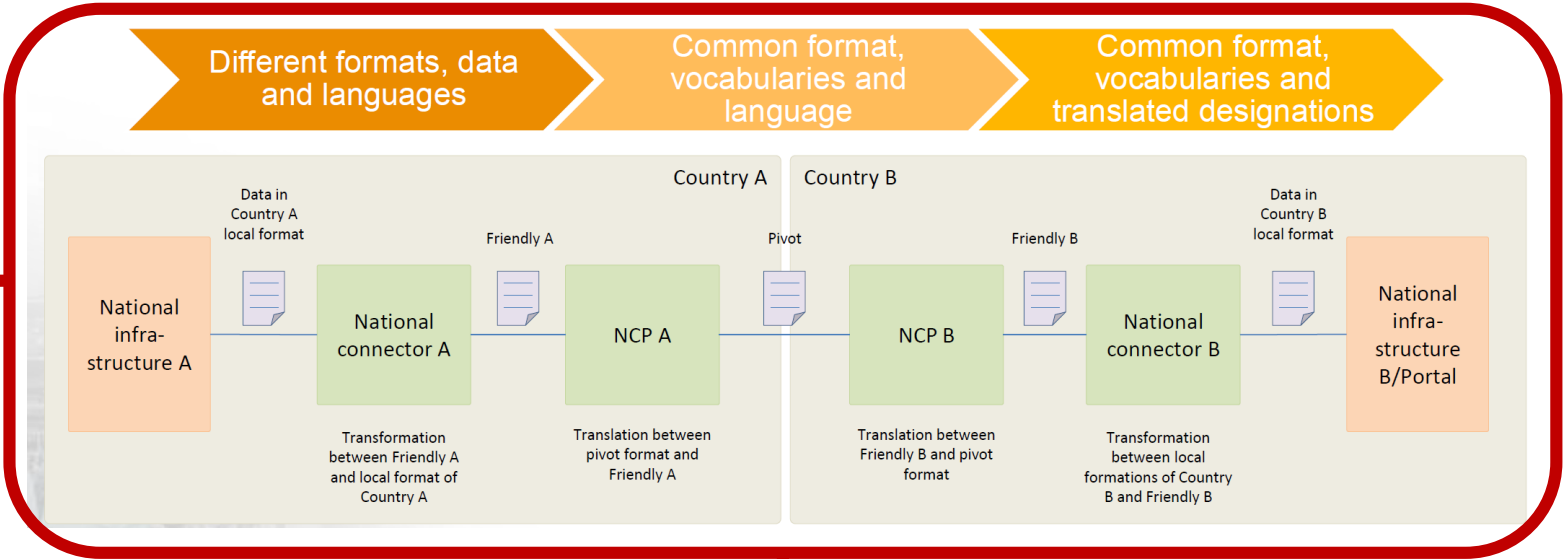 Different formats, data
and languages
Common format,
vocabularies and
language
Common format,
vocabularies and
translated designations
Country A
Country B
Data in
Country A
local format
Friendly A
Pivot
Friendly B
Data in
Country B
local format
National
infra-
structure A
National
connector A
NCP A
NCP B
National
connector B
National
infra-
structure
B/Portal
Transformation
between Friendly A
and local format of
Country A
Translation between
pivot format and
Friendly A
Translation between
Friendly B and pivot
format
Transformation
between local
formations of Country
B and Friendly B